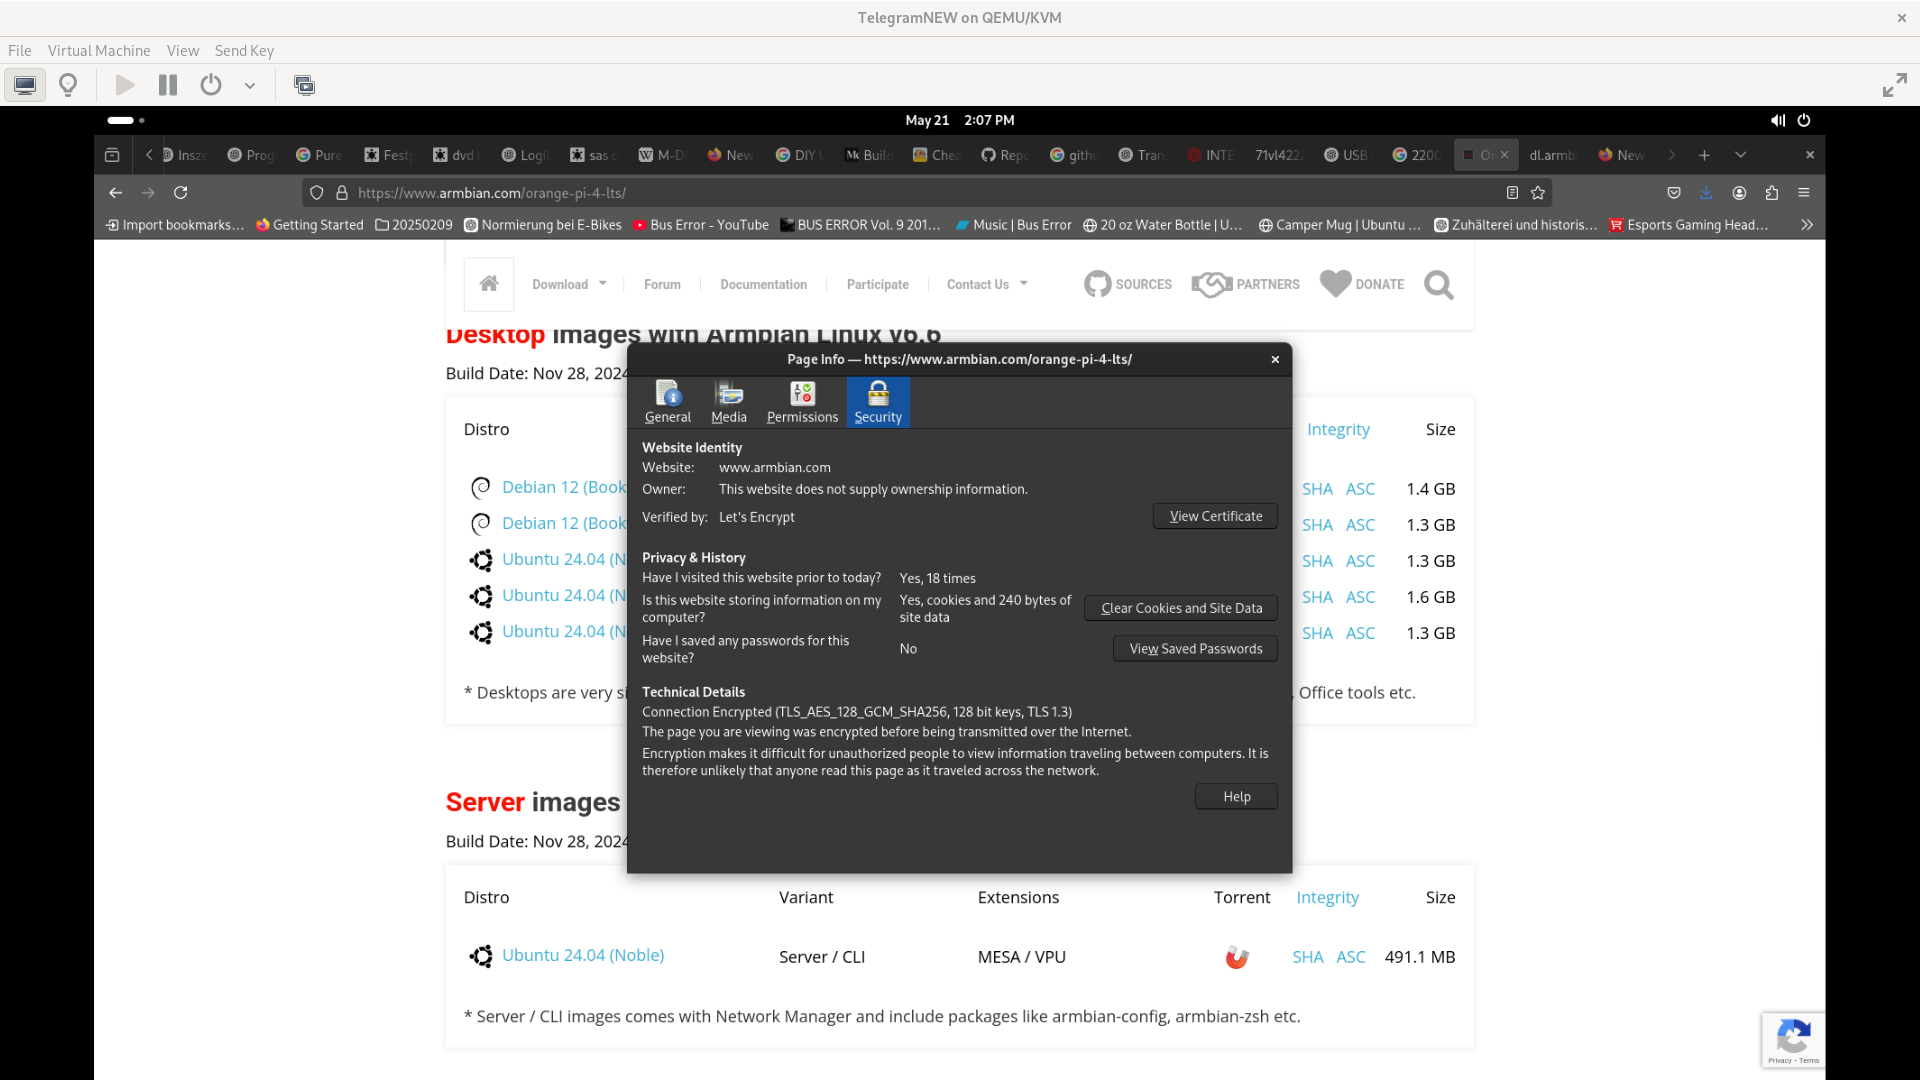 TelegramNEW on QEMU/KVM
File Virtual Machine View Send Key
May 21 2:07 PM
Insze Prog Pure Fest dvd Logi sas c M-D New DIY Build Chea Repo githu Tran INTE 71vl422 USB 2200 Or dl.armbi New
https://www.armbian.com/orange-pi-4-lts/
Import bookmarks... Getting Started 20250209 Normierung bei E-Bikes Bus Error - YouTube BUS ERROR Vol. 9 201... Music | Bus Error 20 oz Water Bottle | U... Camper Mug | Ubuntu ... Zuhälterei und historis... Esports Gaming Head...
Download Forum Documentation Participate Contact Us SOURCES PARTNERS DONATE
Desktop images with Armbian Linux v6.6
Build Date: Nov 28, 2024
Distro Integrity Size
Debian 12 (Book SHA ASC 1.4 GB
Debian 12 (Book SHA ASC 1.3 GB
Ubuntu 24.04 (N SHA ASC 1.3 GB
Ubuntu 24.04 (N SHA ASC 1.6 GB
Ubuntu 24.04 (N SHA ASC 1.3 GB
* Desktops are very si , Office tools etc.
Page Info — https://www.armbian.com/orange-pi-4-lts/
General Media Permissions Security
Website Identity
Website: www.armbian.com
Owner: This website does not supply ownership information.
Verified by: Let's Encrypt
View Certificate
Privacy & History
Have I visited this website prior to today? Yes, 18 times
Is this website storing information on my computer?
Yes, cookies and 240 bytes of site data
Clear Cookies and Site Data
Have I saved any passwords for this website?
No
View Saved Passwords
Technical Details
Connection Encrypted (TLS_AES_128_GCM_SHA256, 128 bit keys, TLS 1.3)
The page you are viewing was encrypted before being transmitted over the Internet.
Encryption makes it difficult for unauthorized people to view information traveling between computers. It is
therefore unlikely that anyone read this page as it traveled across the network.
Help
Server images
Build Date: Nov 28, 2024
Distro Variant Extensions Torrent Integrity Size
Ubuntu 24.04 (Noble) Server / CLI MESA / VPU SHA ASC 491.1 MB
* Server / CLI images comes with Network Manager and include packages like armbian-config, armbian-zsh etc.
Privacy - Terms